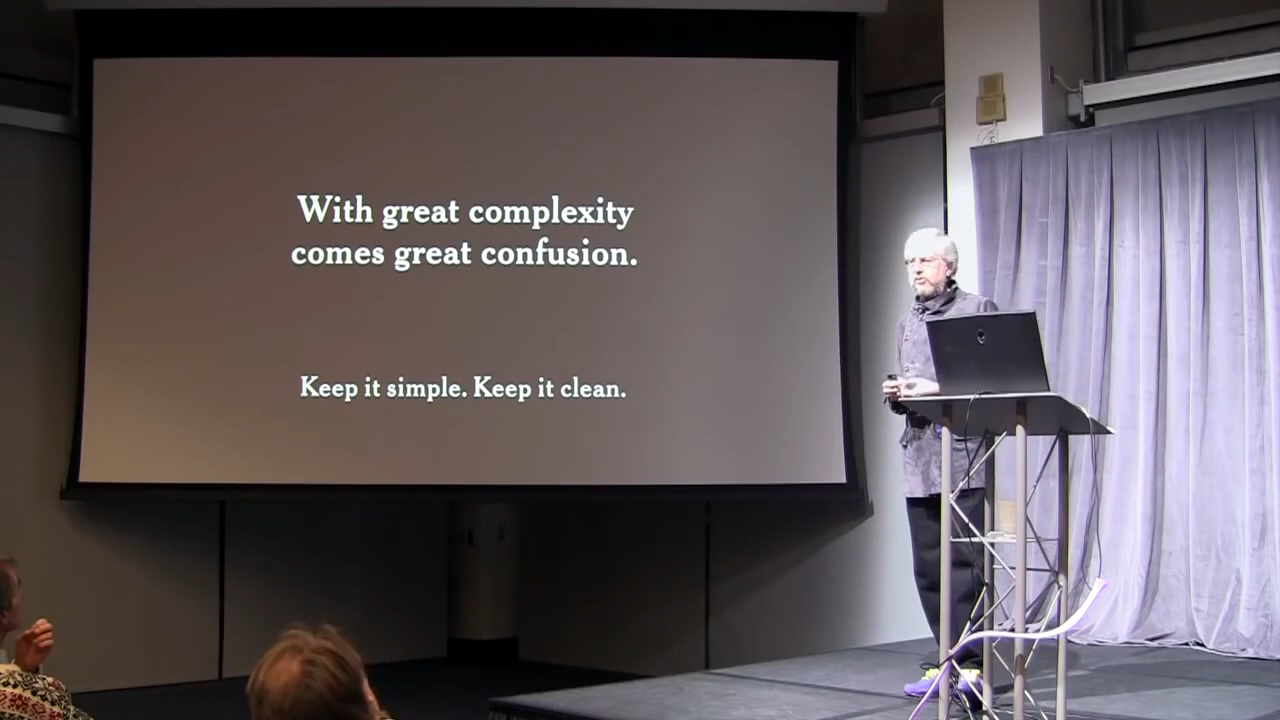 With great complexity
comes great confusion.
Keep it simple. Keep it clean.